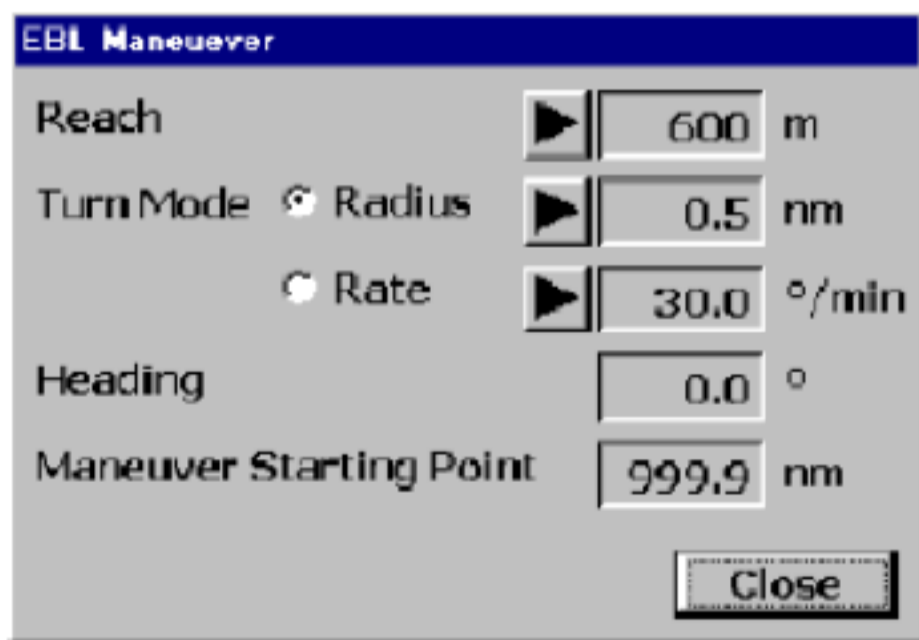 EBL Maneuever
Reach 600 m
Turn Mode Radius 0.5 nm
Rate 30.0 °/min
Heading 0.0 °
Maneuver Starting Point 999.9 nm
Close